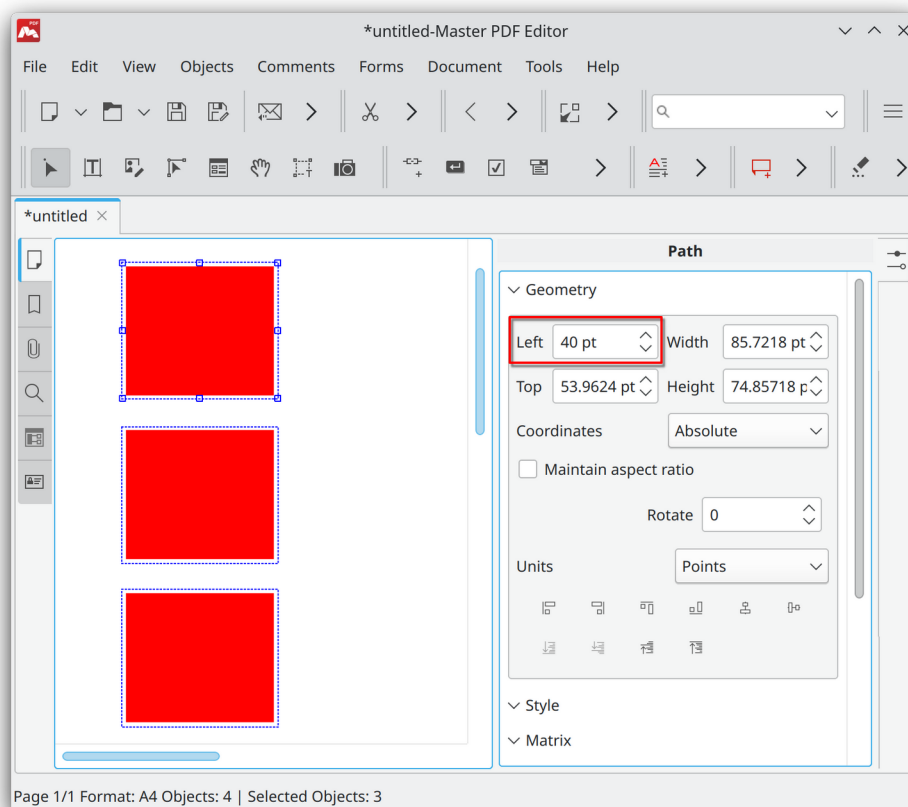 PDF
*untitled-Master PDF Editor
File Edit View Objects Comments Forms Document Tools Help
*untitled
Path
Geometry
Left 40 pt Width 85.7218 pt
Top 53.9624 pt Height 74.85718 p
Coordinates Absolute
Maintain aspect ratio
Rotate 0
Units Points
Style
Matrix
Page 1/1 Format: A4 Objects: 4 | Selected Objects: 3